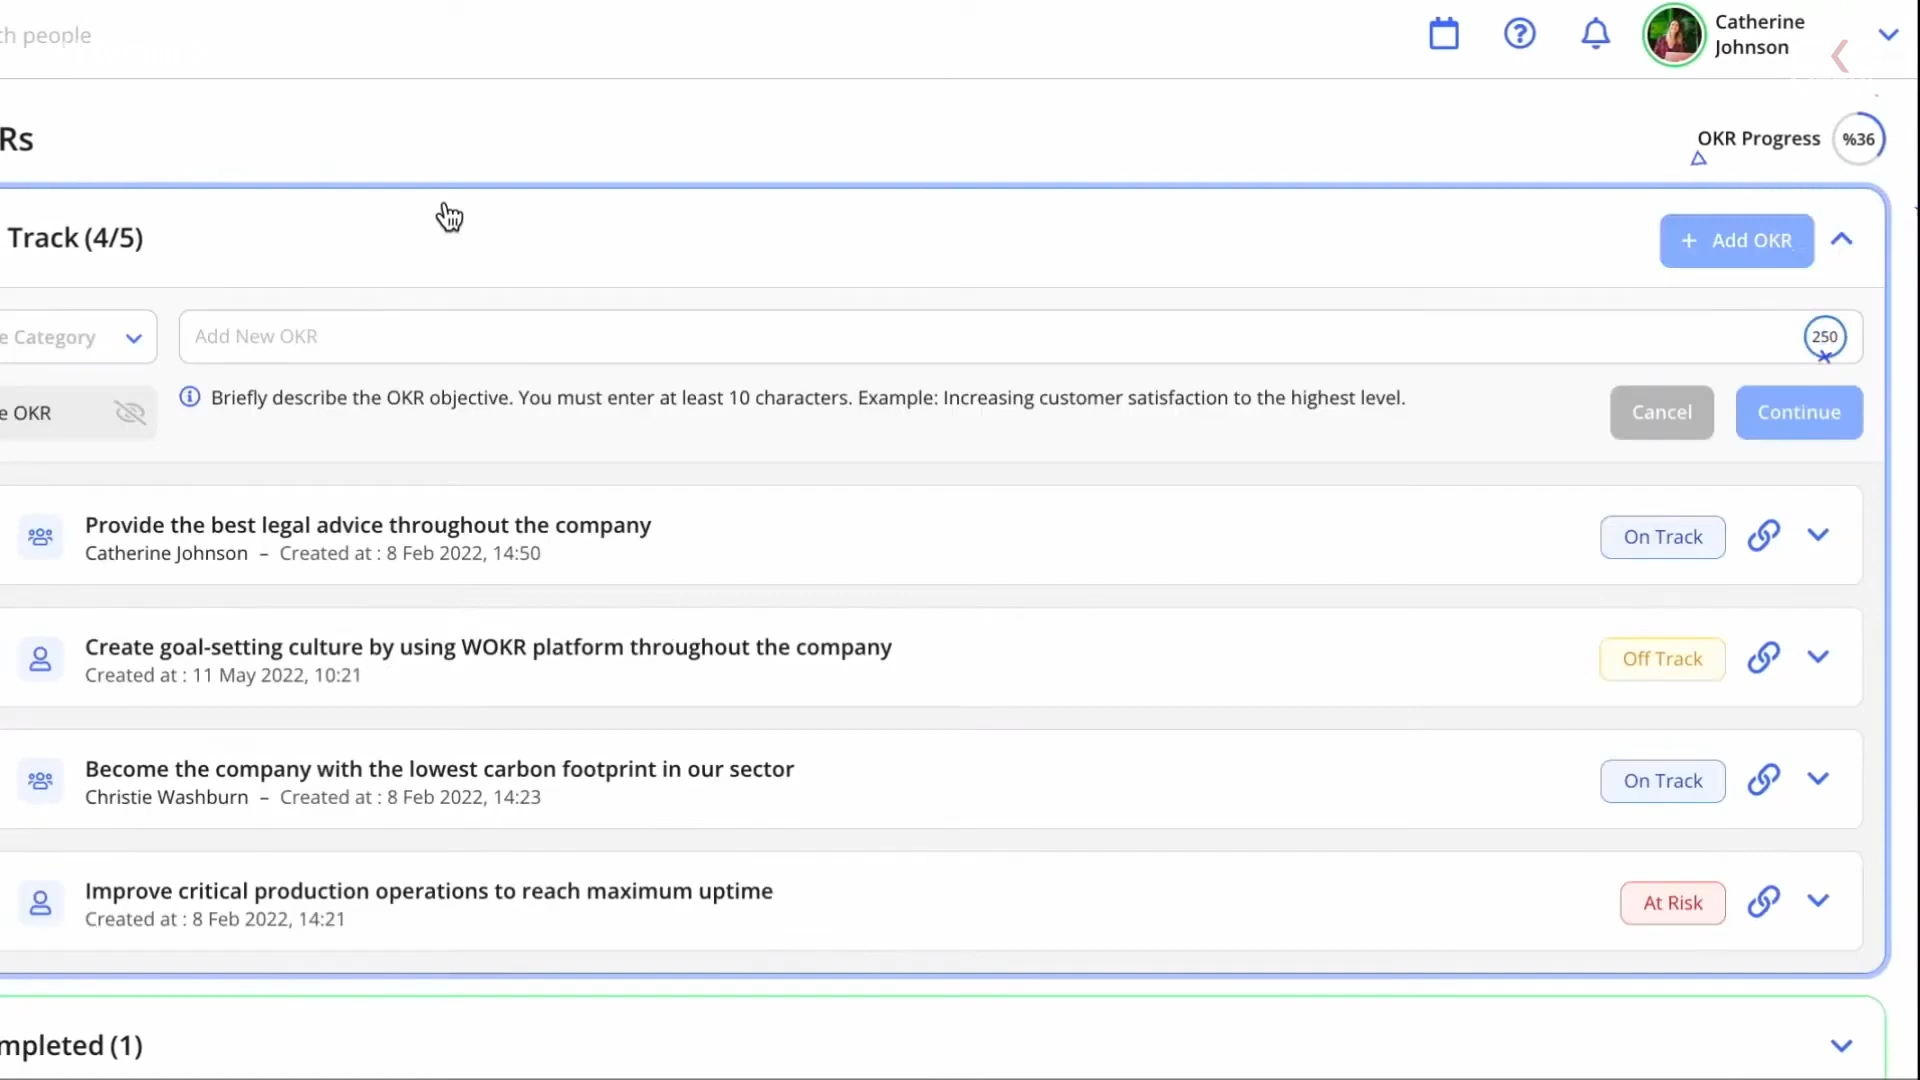 th people
Catherine
Johnson
Rs
OKR Progress
%36
Track (4/5)
+ Add OKR
e Category
Add New OKR
250
e OKR
Briefly describe the OKR objective. You must enter at least 10 characters. Example: Increasing customer satisfaction to the highest level.
Cancel
Continue
Provide the best legal advice throughout the company
Catherine Johnson – Created at : 8 Feb 2022, 14:50
On Track
Create goal-setting culture by using WOKR platform throughout the company
Created at : 11 May 2022, 10:21
Off Track
Become the company with the lowest carbon footprint in our sector
Christie Washburn – Created at : 8 Feb 2022, 14:23
On Track
Improve critical production operations to reach maximum uptime
Created at : 8 Feb 2022, 14:21
At Risk
mpleted (1)